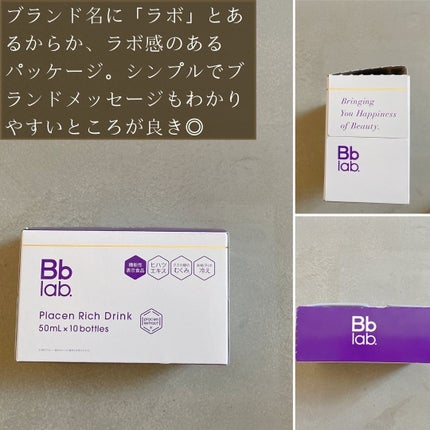 ブランド名に「ラボ」とあ
るからか、ラボ感のある
パッケージ。シンプルでブ
ランドメッセージもわかり
やすいところが良き◎
Bb
lab.
機能性
表示食品
ヒハツ
エキス
むくみ
冷え
Placen Rich Drink
50mL×10bottles
placenta
extract
Bringing
You Happiness
of Beauty.
Bb
lab.
Bb
lab.